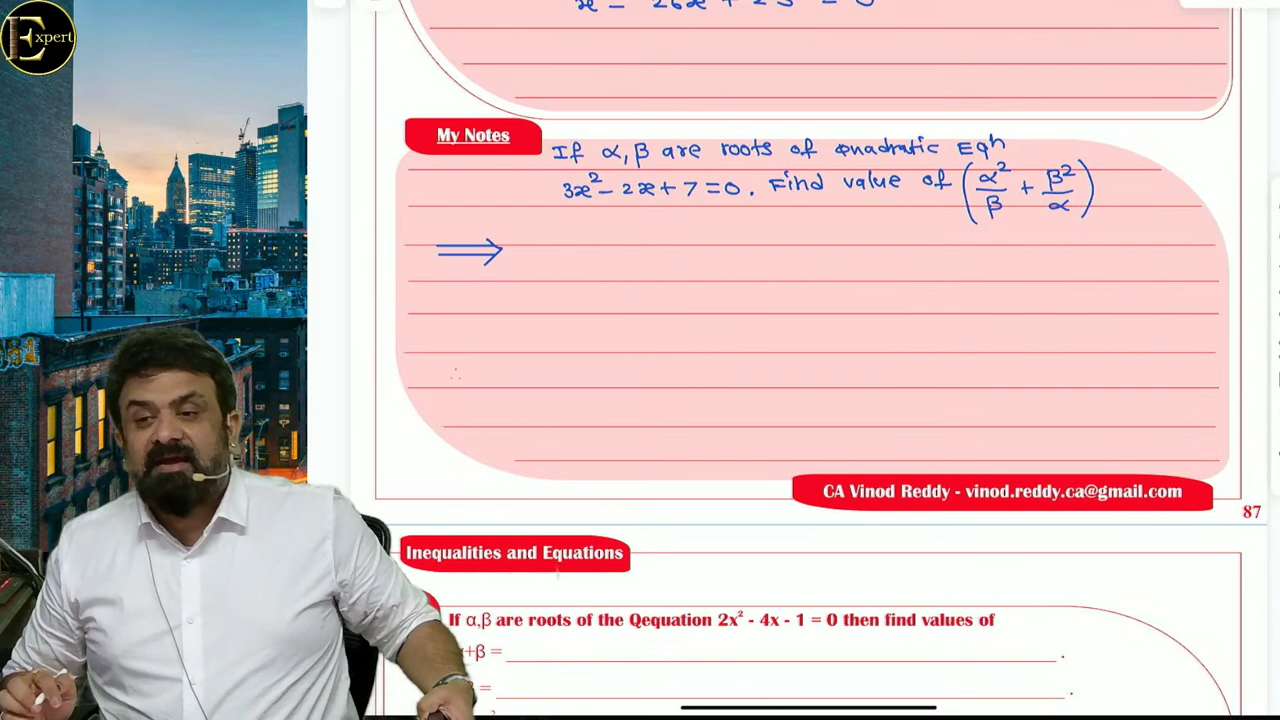 Expert
My Notes
If α, β are roots of quadratic Eqn
3x² - 2x + 7 = 0. Find value of (α²/β + β²/α)
⟹
CA Vinod Reddy - vinod.reddy.ca@gmail.com
87
Inequalities and Equations
If α,β are roots of the Qequation 2x² - 4x - 1 = 0 then find values of
+β = .
= .